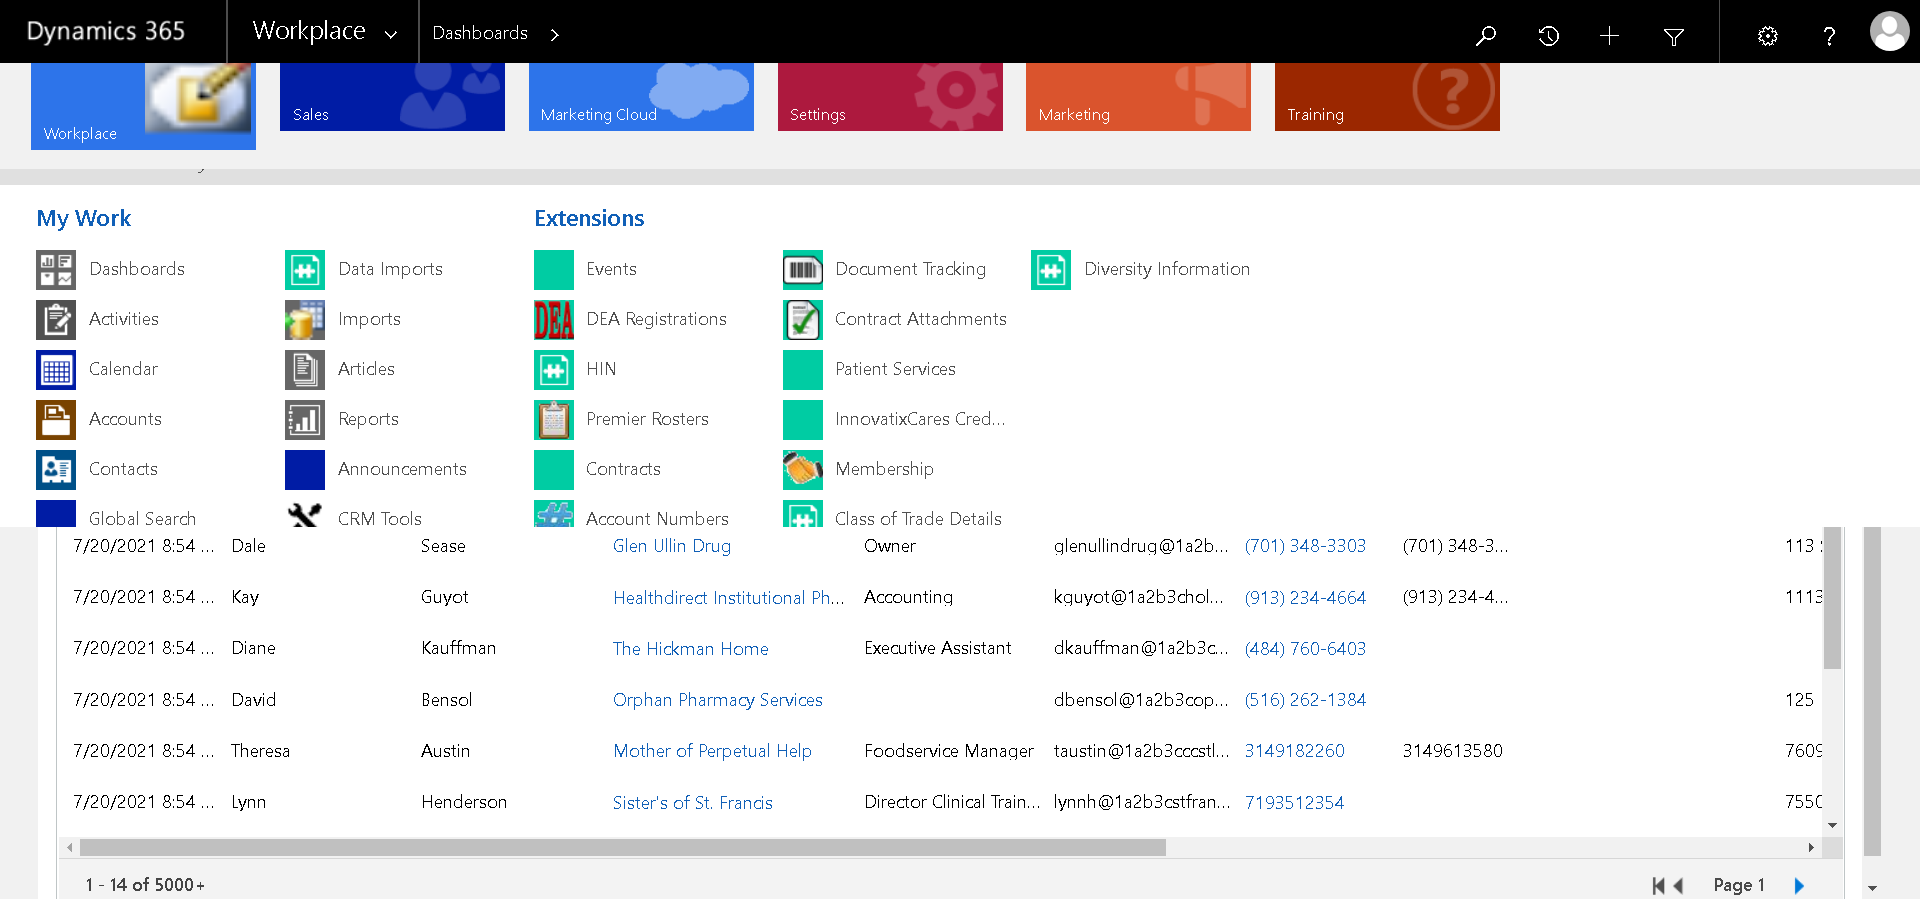 Dynamics 365 Workplace Dashboards
Workplace Sales Marketing Cloud Settings Marketing Training
My Work Extensions
Dashboards Data Imports Events Document Tracking Diversity Information
Activities Imports DEA DEA Registrations Contract Attachments
Calendar Articles HIN Patient Services
Accounts Reports Premier Rosters InnovatixCares Cred...
Contacts Announcements Contracts Membership
Global Search CRM Tools Account Numbers Class of Trade Details
7/20/2021 8:54 ... Dale Sease Glen Ullin Drug Owner glenullindrug@1a2b... (701) 348-3303 (701) 348-3... 113
7/20/2021 8:54 ... Kay Guyot Healthdirect Institutional Ph... Accounting kguyot@1a2b3chol... (913) 234-4664 (913) 234-4... 1113
7/20/2021 8:54 ... Diane Kauffman The Hickman Home Executive Assistant dkauffman@1a2b3c... (484) 760-6403
7/20/2021 8:54 ... David Bensol Orphan Pharmacy Services dbensol@1a2b3cop... (516) 262-1384 125
7/20/2021 8:54 ... Theresa Austin Mother of Perpetual Help Foodservice Manager taustin@1a2b3cccstl... 3149182260 3149613580 7609
7/20/2021 8:54 ... Lynn Henderson Sister's of St. Francis Director Clinical Train... lynnh@1a2b3cstfran... 7193512354 7550
1 - 14 of 5000+ Page 1